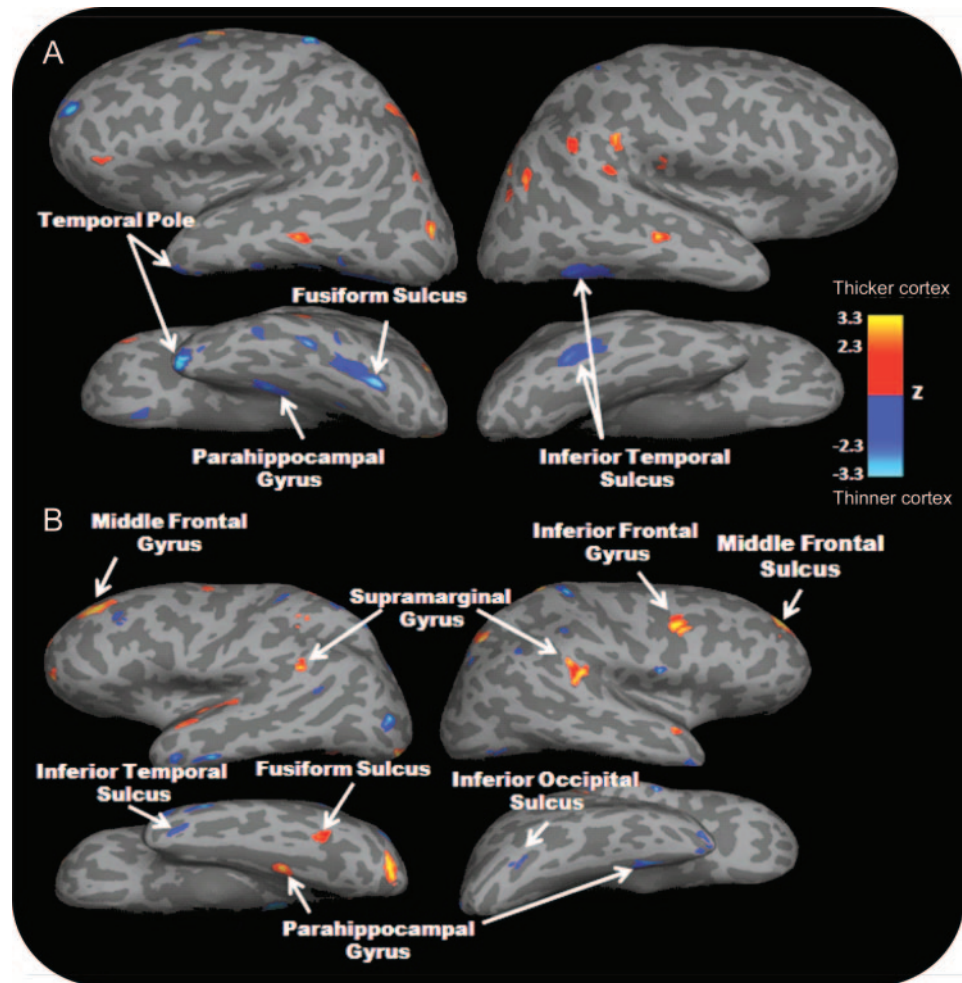 A
Temporal Pole
Fusiform Sulcus
Thicker cortex
3.3
2.3
Z
-2.3
-3.3
Thinner cortex
Parahippocampal
Gyrus
Inferior Temporal
Sulcus
B
Middle Frontal
Gyrus
Inferior Frontal
Gyrus
Middle Frontal
Sulcus
Supramarginal
Gyrus
Inferior Temporal
Sulcus
Fusiform Sulcus
Inferior Occipital
Sulcus
Parahippocampal
Gyrus